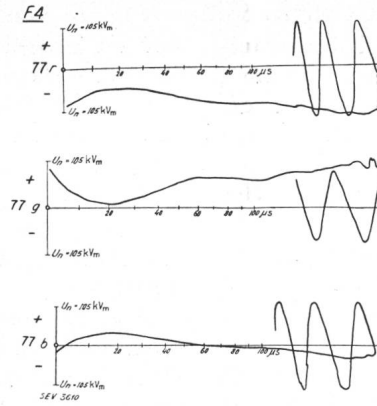 F4
Un = 105 kVm
+
77 r
20 40 60 80 100 µs
-
Un = 105 kVm
Un = 105 kVm
+
77 g
20 40 60 80 100 µs
-
Un = 105 kVm
Un = 105 kVm
+
77 b
20 40 60 80 100 µs
-
Un = 105 kVm
SEV 3610